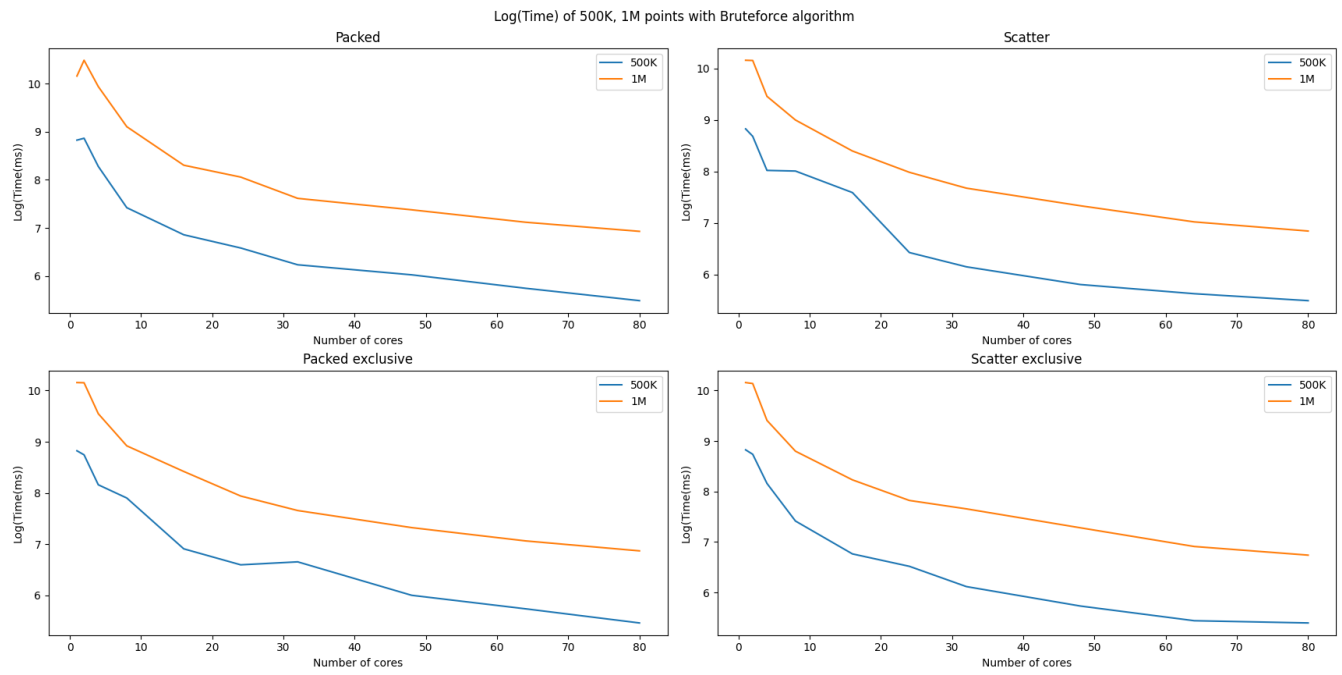 Log(Time) of 500K, 1M points with Bruteforce algorithm
Packed
500K
1M
10
9
8
7
6
Log(Time(ms))
0 10 20 30 40 50 60 70 80
Number of cores
Scatter
500K
1M
10
9
8
7
6
Log(Time(ms))
0 10 20 30 40 50 60 70 80
Number of cores
Packed exclusive
500K
1M
10
9
8
7
6
Log(Time(ms))
0 10 20 30 40 50 60 70 80
Number of cores
Scatter exclusive
500K
1M
10
9
8
7
6
Log(Time(ms))
0 10 20 30 40 50 60 70 80
Number of cores